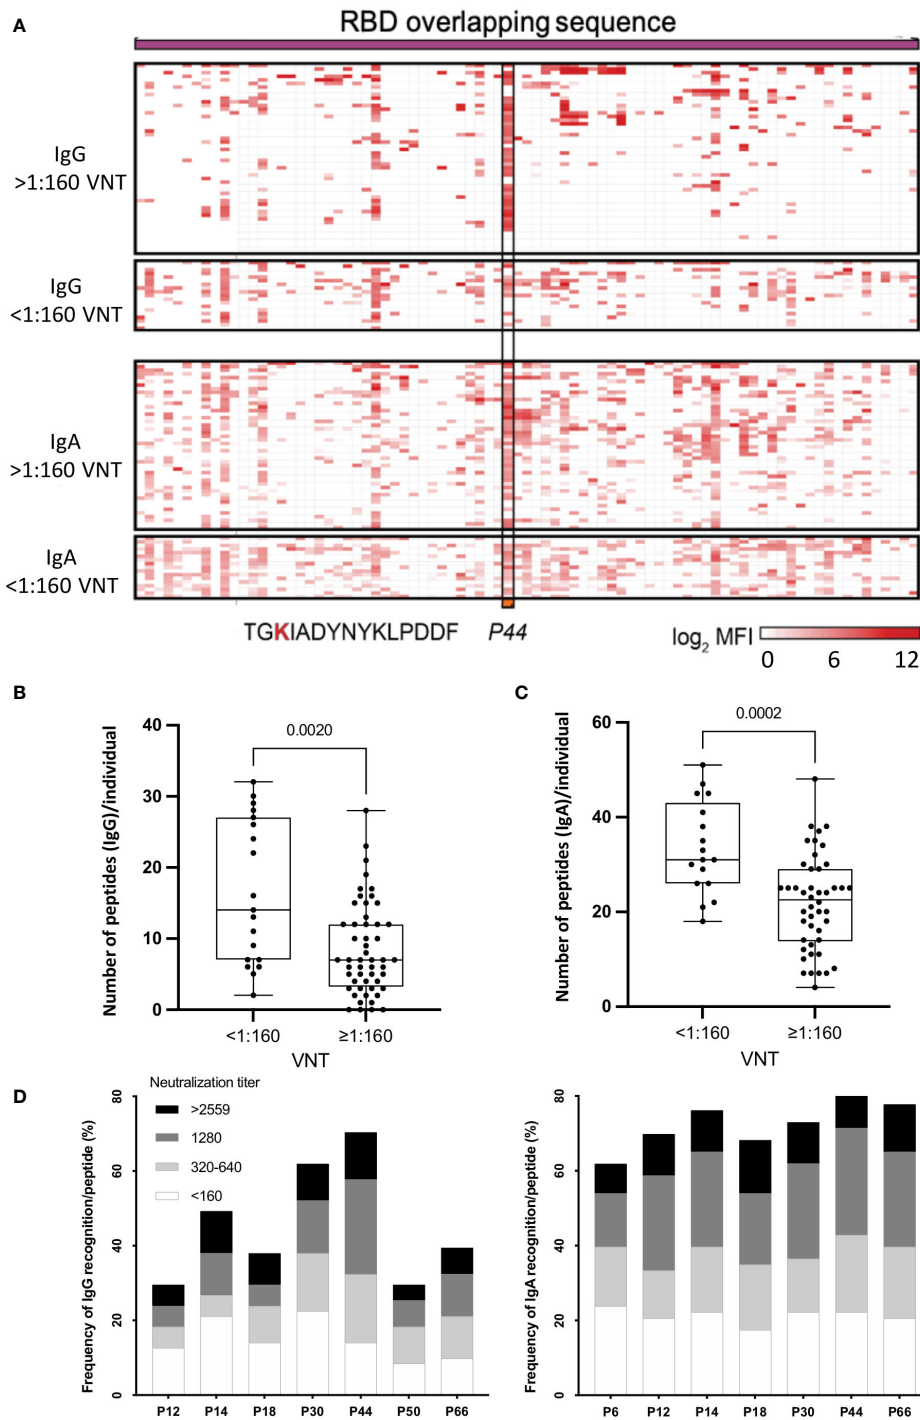 A
RBD overlapping sequence
IgG
>1:160 VNT
IgG
<1:160 VNT
IgA
>1:160 VNT
IgA
<1:160 VNT
TGKIADYNYKLPDDF P44
log2 MFI
0 6 12
B
Number of peptides (IgG)/individual
40
30
20
10
0
0.0020
<1:160 ≥1:160
VNT
C
Number of peptides (IgA)/individual
60
40
20
0
0.0002
<1:160 ≥1:160
VNT
D
Neutralization titer
>2559
1280
320-640
<160
Frequency of IgG recognition/peptide (%)
80
60
40
20
0
P12 P14 P18 P30 P44 P50 P66
Frequency of IgA recognition/peptide (%)
80
60
40
20
0
P6 P12 P14 P18 P30 P44 P66